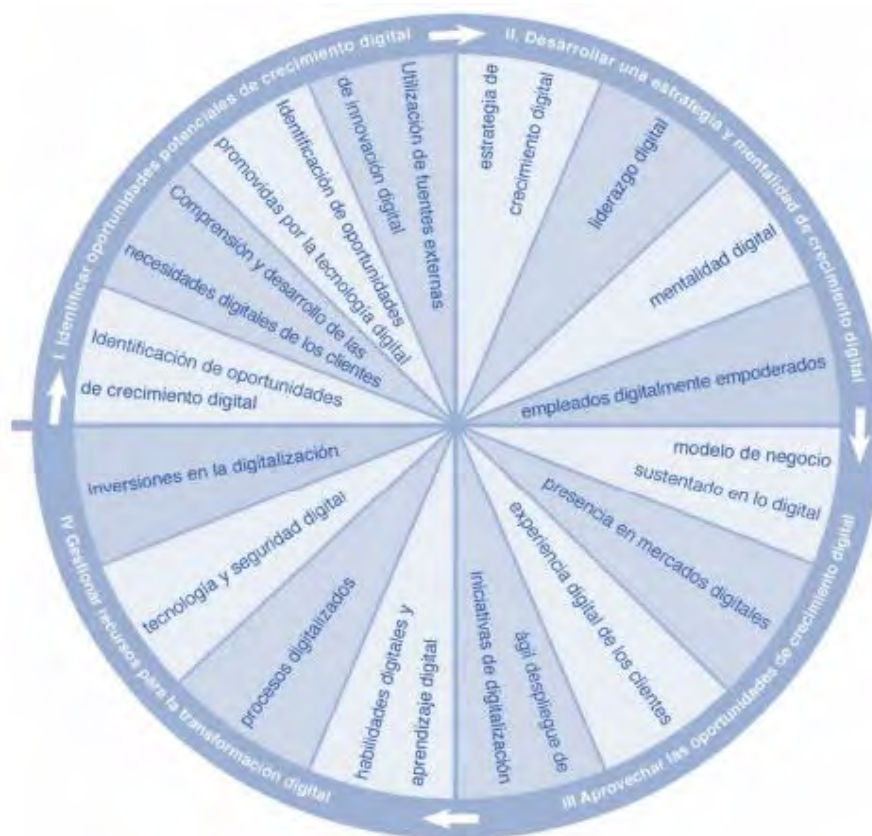 I Identificar oportunidades potenciales de crecimiento digital
Identificación de oportunidades
de crecimiento digital
Comprensión y desarrollo de las
necesidades digitales de los clientes
Identificación de oportunidades
promovidas por la tecnología digital
Utilización de fuentes externas
de innovación digital
II. Desarrollar una estrategia y mentalidad de crecimiento digital
estrategia de
crecimiento digital
liderazgo digital
mentalidad digital
empleados digitalmente empoderados
III Aprovechar las oportunidades de crecimiento digital
modelo de negocio
sustentado en lo digital
presencia en mercados digitales
experiencia digital de los clientes
ágil despliegue de
iniciativas de digitalización
IV Gestionar recursos para la transformación digital
habilidades digitales y
aprendizaje digital
procesos digitalizados
tecnología y seguridad digital
inversiones en la digitalización